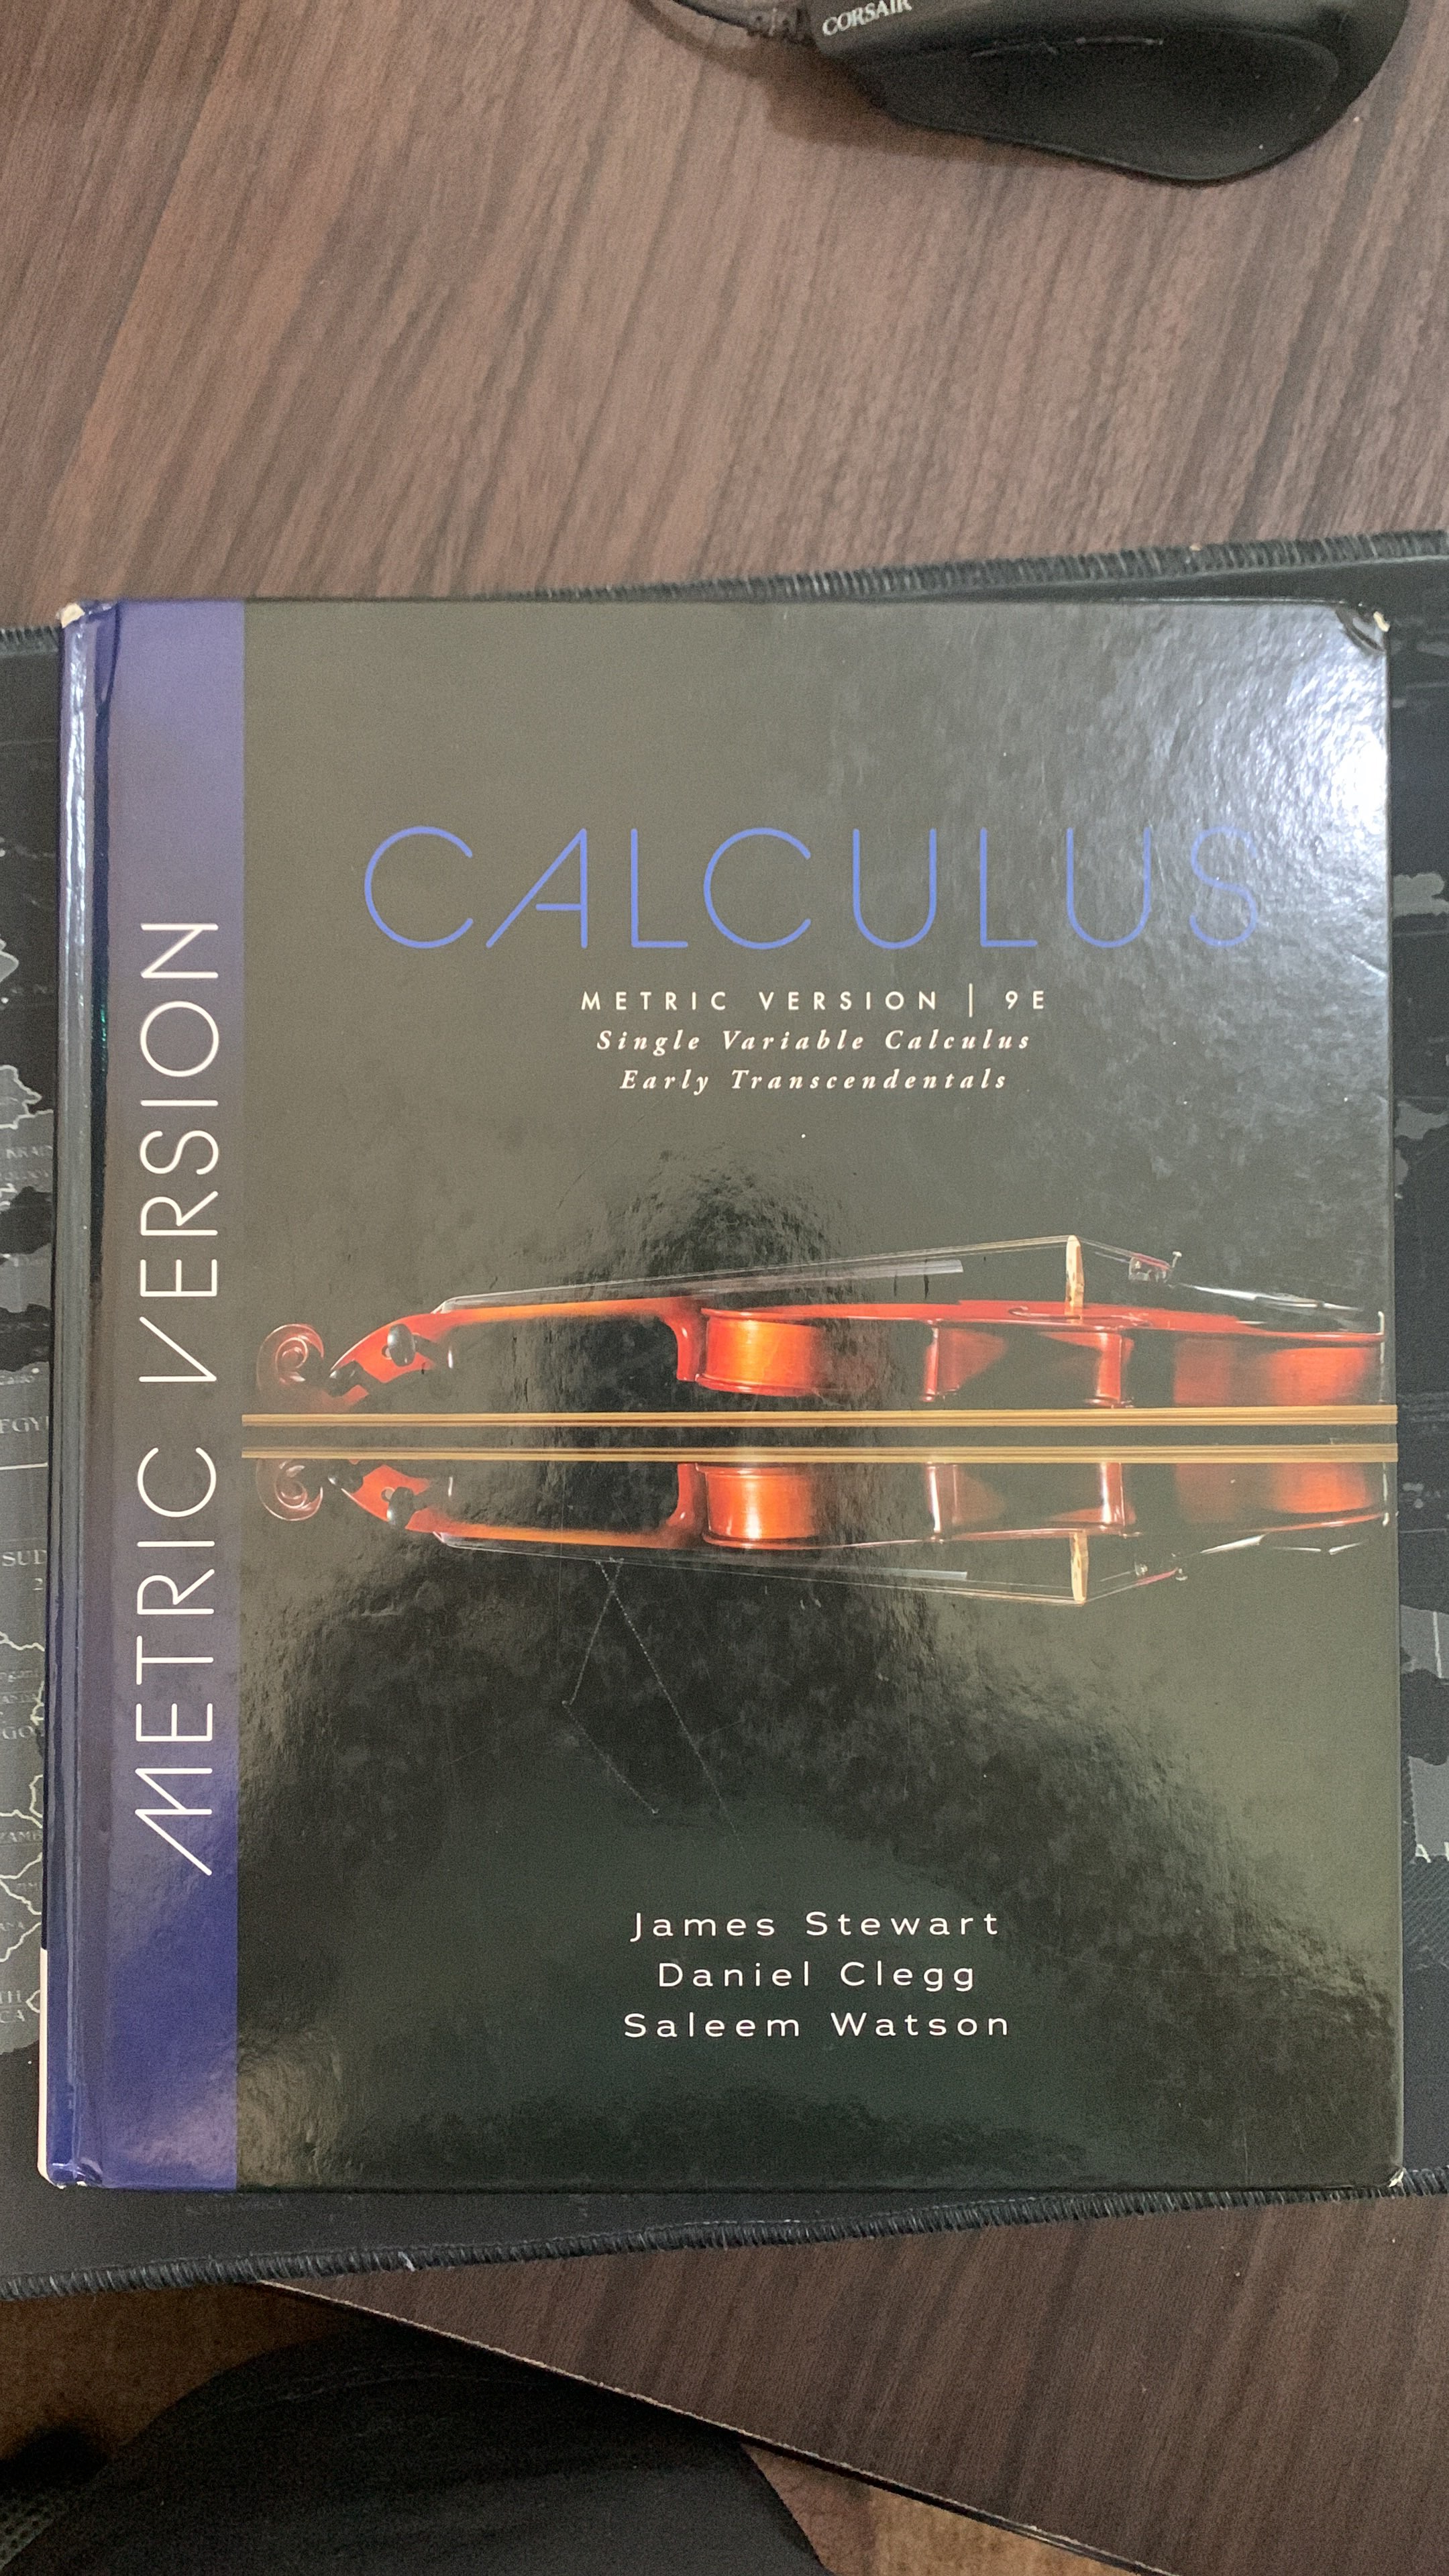 CORSAIR
CALCULUS
METRIC VERSION | 9E
Single Variable Calculus
Early Transcendentals
METRIC VERSION
James Stewart
Daniel Clegg
Saleem Watson